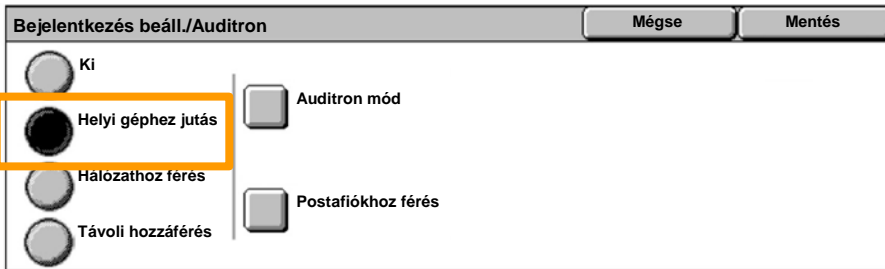 Bejelentkezés beáll./Auditron
Mégse
Mentés
Ki
Helyi géphez jutás
Hálózathoz férés
Távoli hozzáférés
Auditron mód
Postafiókhoz férés